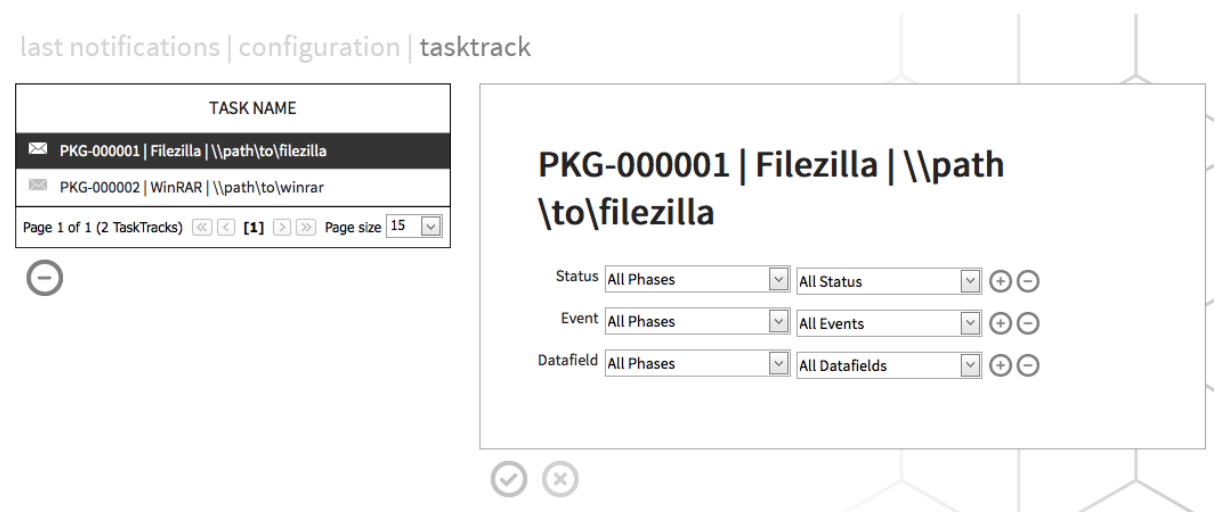 last notifications | configuration | tasktrack
TASK NAME
PKG-000001 | Filezilla | \\path\to\filezilla
PKG-000002 | WinRAR | \\path\to\winrar
Page 1 of 1 (2 TaskTracks) [1] Page size 15
PKG-000001 | Filezilla | \\path
\to\filezilla
Status All Phases All Status
Event All Phases All Events
Datafield All Phases All Datafields